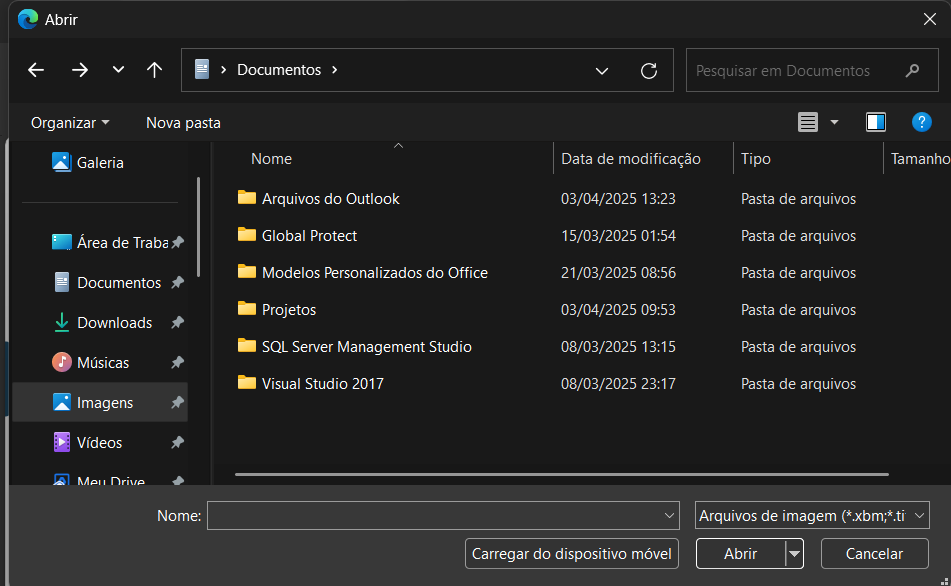 Abrir
Documentos
Pesquisar em Documentos
Organizar
Nova pasta
Galeria
Área de Traba
Documentos
Downloads
Músicas
Imagens
Vídeos
Meu Drive
Nome Data de modificação Tipo Tamanho
Arquivos do Outlook 03/04/2025 13:23 Pasta de arquivos
Global Protect 15/03/2025 01:54 Pasta de arquivos
Modelos Personalizados do Office 21/03/2025 08:56 Pasta de arquivos
Projetos 03/04/2025 09:53 Pasta de arquivos
SQL Server Management Studio 08/03/2025 13:15 Pasta de arquivos
Visual Studio 2017 08/03/2025 23:17 Pasta de arquivos
Nome:
Arquivos de imagem (*.xbm;*.ti
Carregar do dispositivo móvel
Abrir
Cancelar